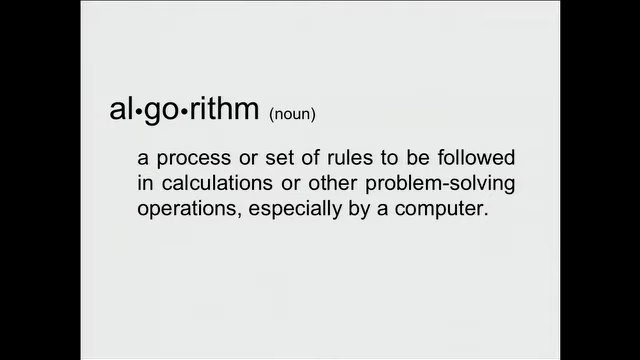 al•go•rithm (noun)
a process or set of rules to be followed
in calculations or other problem-solving
operations, especially by a computer.